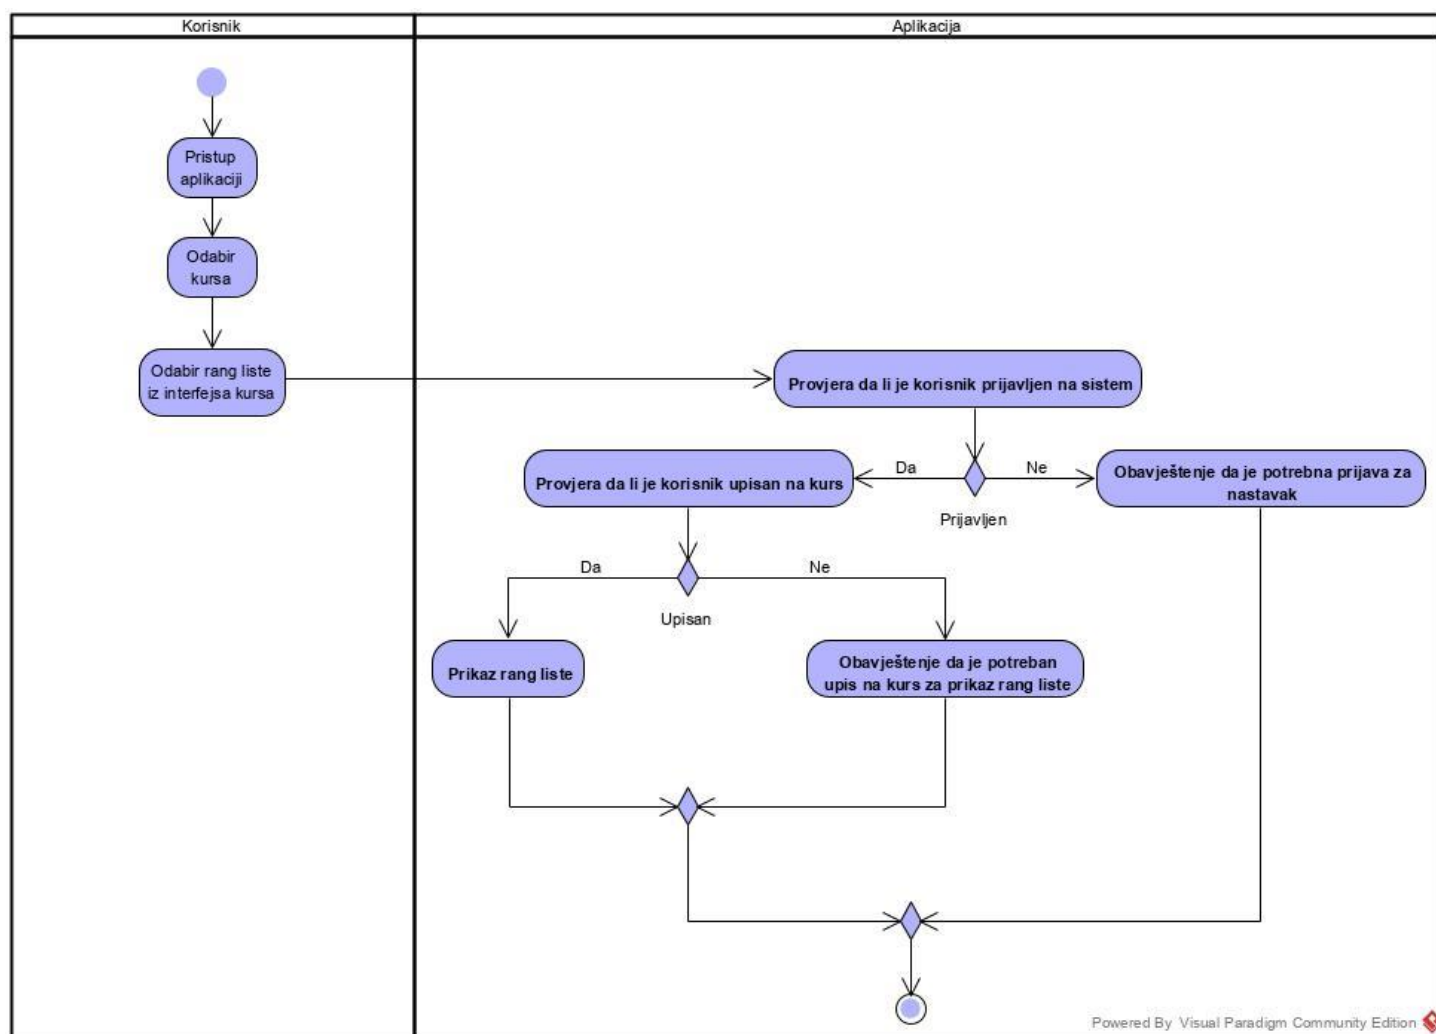 Korisnik
Aplikacija
Pristup
aplikaciji
Odabir
kursa
Odabir rang liste
iz interfejsa kursa
Provjera da li je korisnik prijavljen na sistem
Da
Ne
Prijavljen
Provjera da li je korisnik upisan na kurs
Obavještenje da je potrebna prijava za
nastavak
Da
Ne
Upisan
Prikaz rang liste
Obavještenje da je potreban
upis na kurs za prikaz rang liste
Powered By Visual Paradigm Community Edition